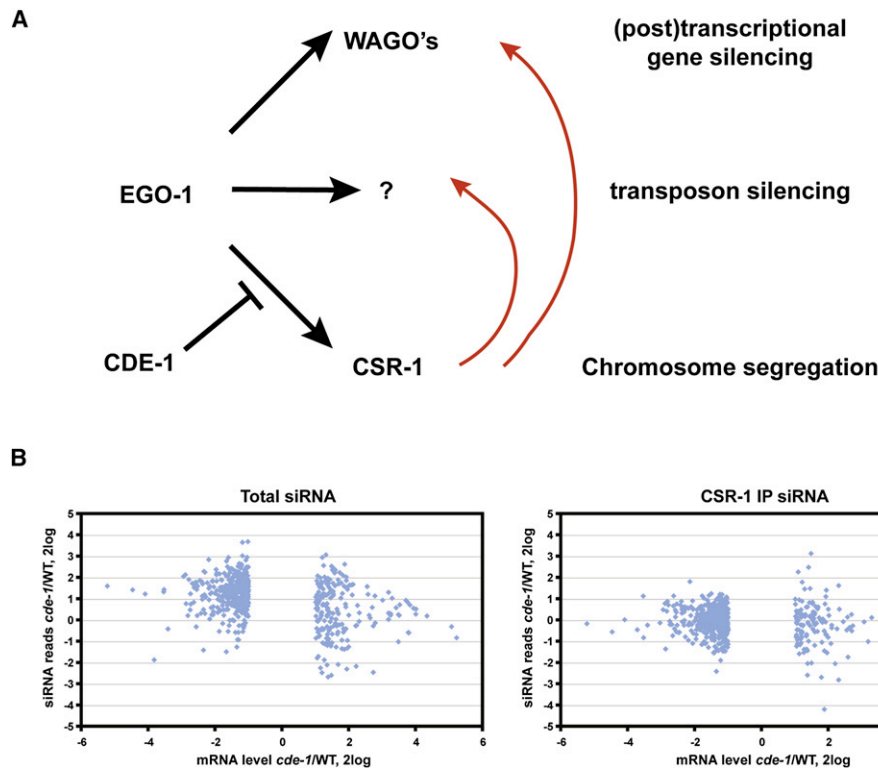 A
WAGO's
(post)transcriptional
gene silencing
EGO-1
?
transposon silencing
CDE-1
CSR-1
Chromosome segregation
B
Total siRNA
siRNA reads cde-1/WT, 2log
5
4
3
2
1
0
-1
-2
-3
-4
-5
-6
-4
-2
0
2
4
6
mRNA level cde-1/WT, 2log
CSR-1 IP siRNA
siRNA reads cde-1/WT, 2log
5
4
3
2
1
0
-1
-2
-3
-4
-5
-6
-4
-2
0
2
mRNA level cde-1/WT, 2log